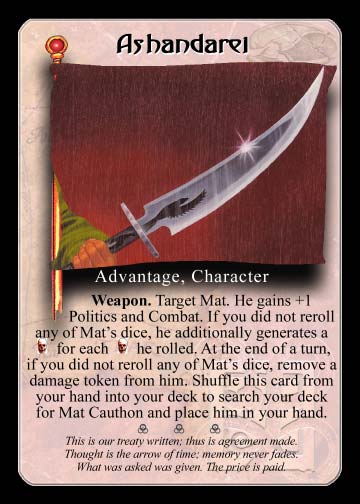 Ashandarei
Advantage, Character
Weapon. Target Mat. He gains +1
Politics and Combat. If you did not reroll
any of Mat's dice, he additionally generates a
for each he rolled. At the end of a turn,
if you did not reroll any of Mat's dice, remove a
damage token from him. Shuffle this card from
your hand into your deck to search your deck
for Mat Cauthon and place him in your hand.
This is our treaty written; thus is agreement made.
Thought is the arrow of time; memory never fades.
What was asked was given. The price is paid.